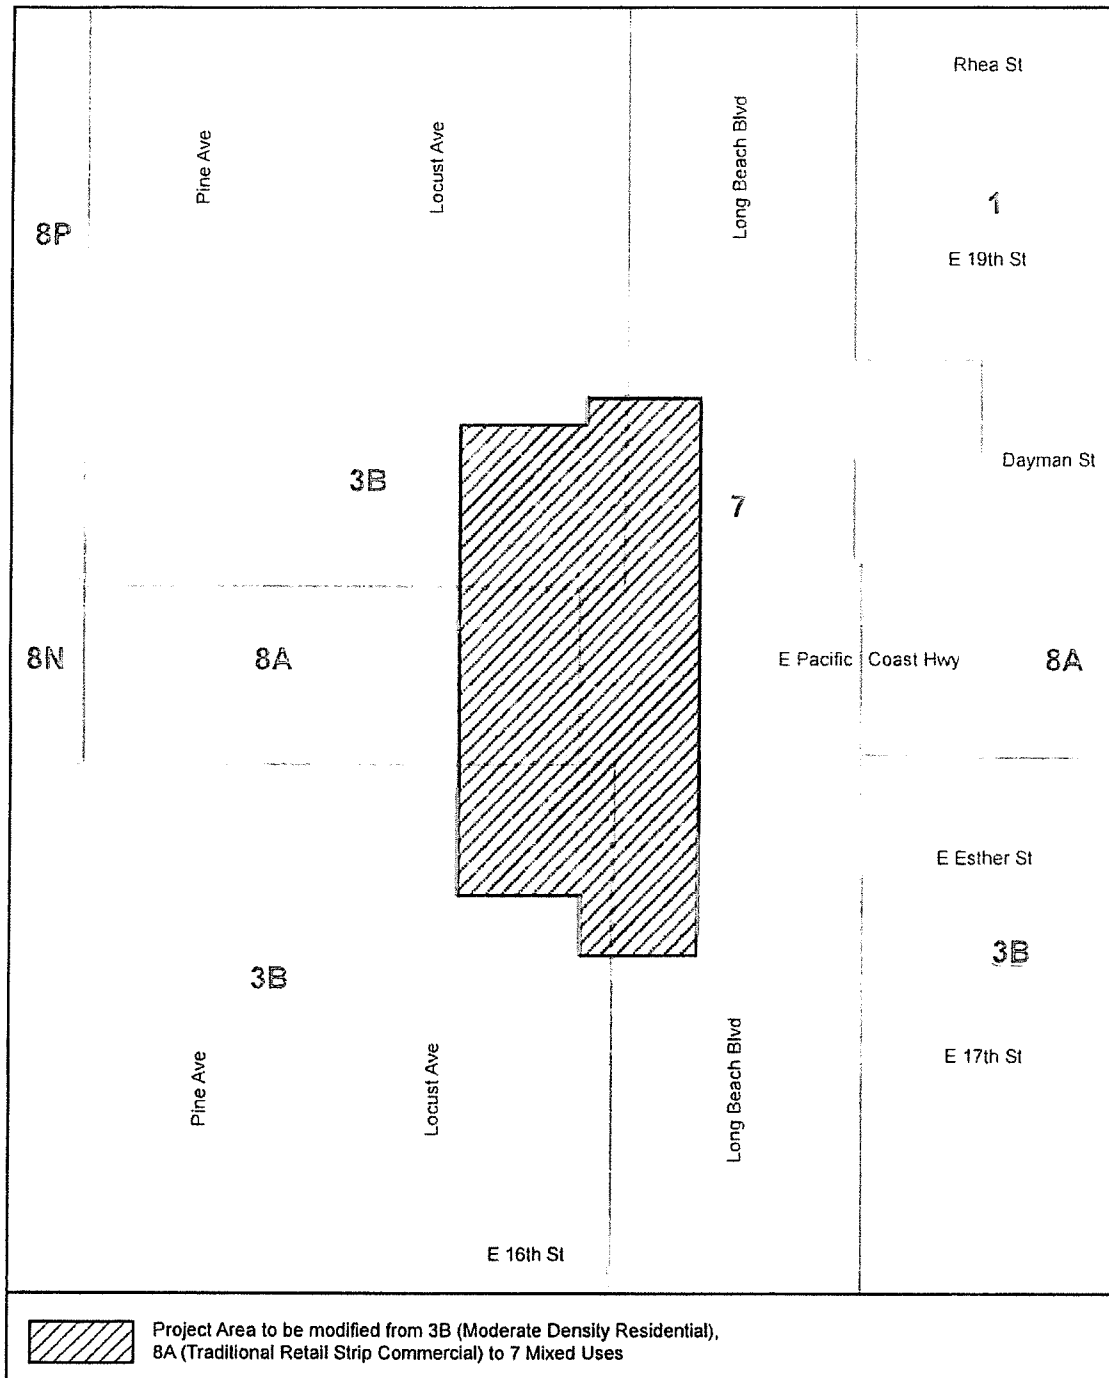 Rhea St
Pine Ave
Locust Ave
Long Beach Blvd
1
8P
E 19th St
Dayman St
3B
7
8N
8A
E Pacific Coast Hwy
8A
E Esther St
3B
3B
Pine Ave
Locust Ave
Long Beach Blvd
E 17th St
E 16th St
Project Area to be modified from 3B (Moderate Density Residential),
8A (Traditional Retail Strip Commercial) to 7 Mixed Uses